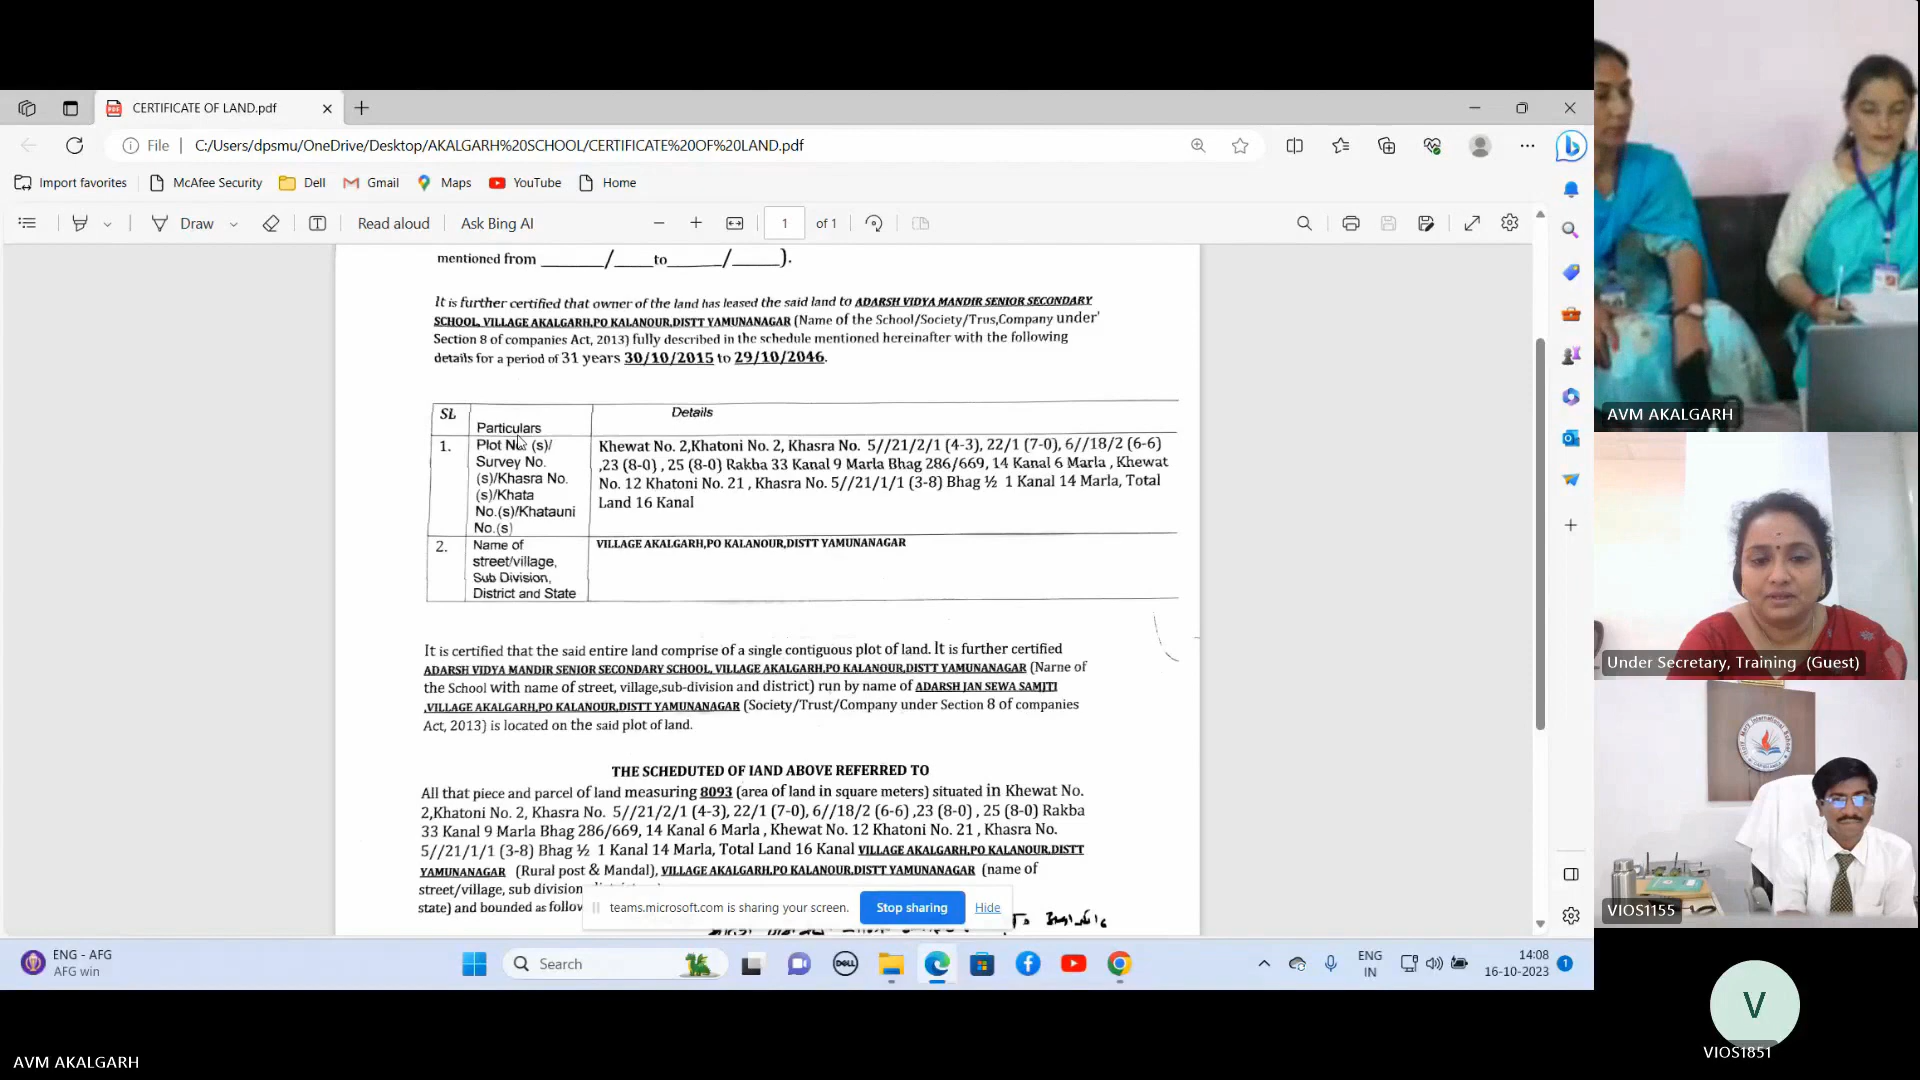 CERTIFICATE OF LAND.pdf
File
C:/Users/dpsmu/OneDrive/Desktop/AKALGARH%20SCHOOL/CERTIFICATE%20OF%20LAND.pdf
Import favorites
McAfee Security
Dell
Gmail
Maps
YouTube
Home
Draw
Read aloud
Ask Bing AI
1
of 1
mentioned from _______/____to______/_____).
It is further certified that owner of the land has leased the said land to ADARSH VIDYA MANDIR SENIOR SECONDARY
SCHOOL, VILLAGE AKALGARH,PO KALANOUR,DISTT YAMUNANAGAR (Name of the School/Society/Trus,Company under'
Section 8 of companies Act, 2013) fully described in the schedule mentioned hereinafter with the following
details for a period of 31 years 30/10/2015 to 29/10/2046.
SL
Particulars
Details
1.
Plot No. (s)/
Survey No.
(s)/Khasra No.
(s)/Khata
No.(s)/Khatauni
No.(s)
Khewat No. 2,Khatoni No. 2, Khasra No. 5//21/2/1 (4-3), 22/1 (7-0), 6//18/2 (6-6)
,23 (8-0) , 25 (8-0) Rakba 33 Kanal 9 Marla Bhag 286/669, 14 Kanal 6 Marla , Khewat
No. 12 Khatoni No. 21 , Khasra No. 5//21/1/1 (3-8) Bhag ½ 1 Kanal 14 Marla, Total
Land 16 Kanal
2.
Name of
street/village,
Sub Division,
District and State
VILLAGE AKALGARH,PO KALANOUR,DISTT YAMUNANAGAR
It is certified that the said entire land comprise of a single contiguous plot of land. It is further certified
ADARSH VIDYA MANDIR SENIOR SECONDARY SCHOOL, VILLAGE AKALGARH,PO KALANOUR,DISTT YAMUNANAGAR (Narne of
the School with name of street, village,sub-division and district) run by name of ADARSH JAN SEWA SAMITI
,VILLAGE AKALGARH,PO KALANOUR,DISTT YAMUNANAGAR (Society/Trust/Company under Section 8 of companies
Act, 2013) is located on the said plot of land.
THE SCHEDUTED OF IAND ABOVE REFERRED TO
All that piece and parcel of land measuring 8093 (area of land in square meters) situated in Khewat No.
2,Khatoni No. 2, Khasra No. 5//21/2/1 (4-3), 22/1 (7-0), 6//18/2 (6-6) ,23 (8-0) , 25 (8-0) Rakba
33 Kanal 9 Marla Bhag 286/669, 14 Kanal 6 Marla , Khewat No. 12 Khatoni No. 21 , Khasra No.
5//21/1/1 (3-8) Bhag ½ 1 Kanal 14 Marla, Total Land 16 Kanal VILLAGE AKALGARH,PO KALANOUR,DISTT
YAMUNANAGAR (Rural post & Mandal), VILLAGE AKALGARH,PO KALANOUR,DISTT YAMUNANAGAR (name of
street/village, sub division
state) and bounded as follow
teams.microsoft.com is sharing your screen.
Stop sharing
Hide
ENG - AFG
AFG win
Search
DELL
ENG
IN
14:08
16-10-2023
1
AVM AKALGARH
Under Secretary, Training (Guest)
VIOS1155
V
VIOS1851
AVM AKALGARH